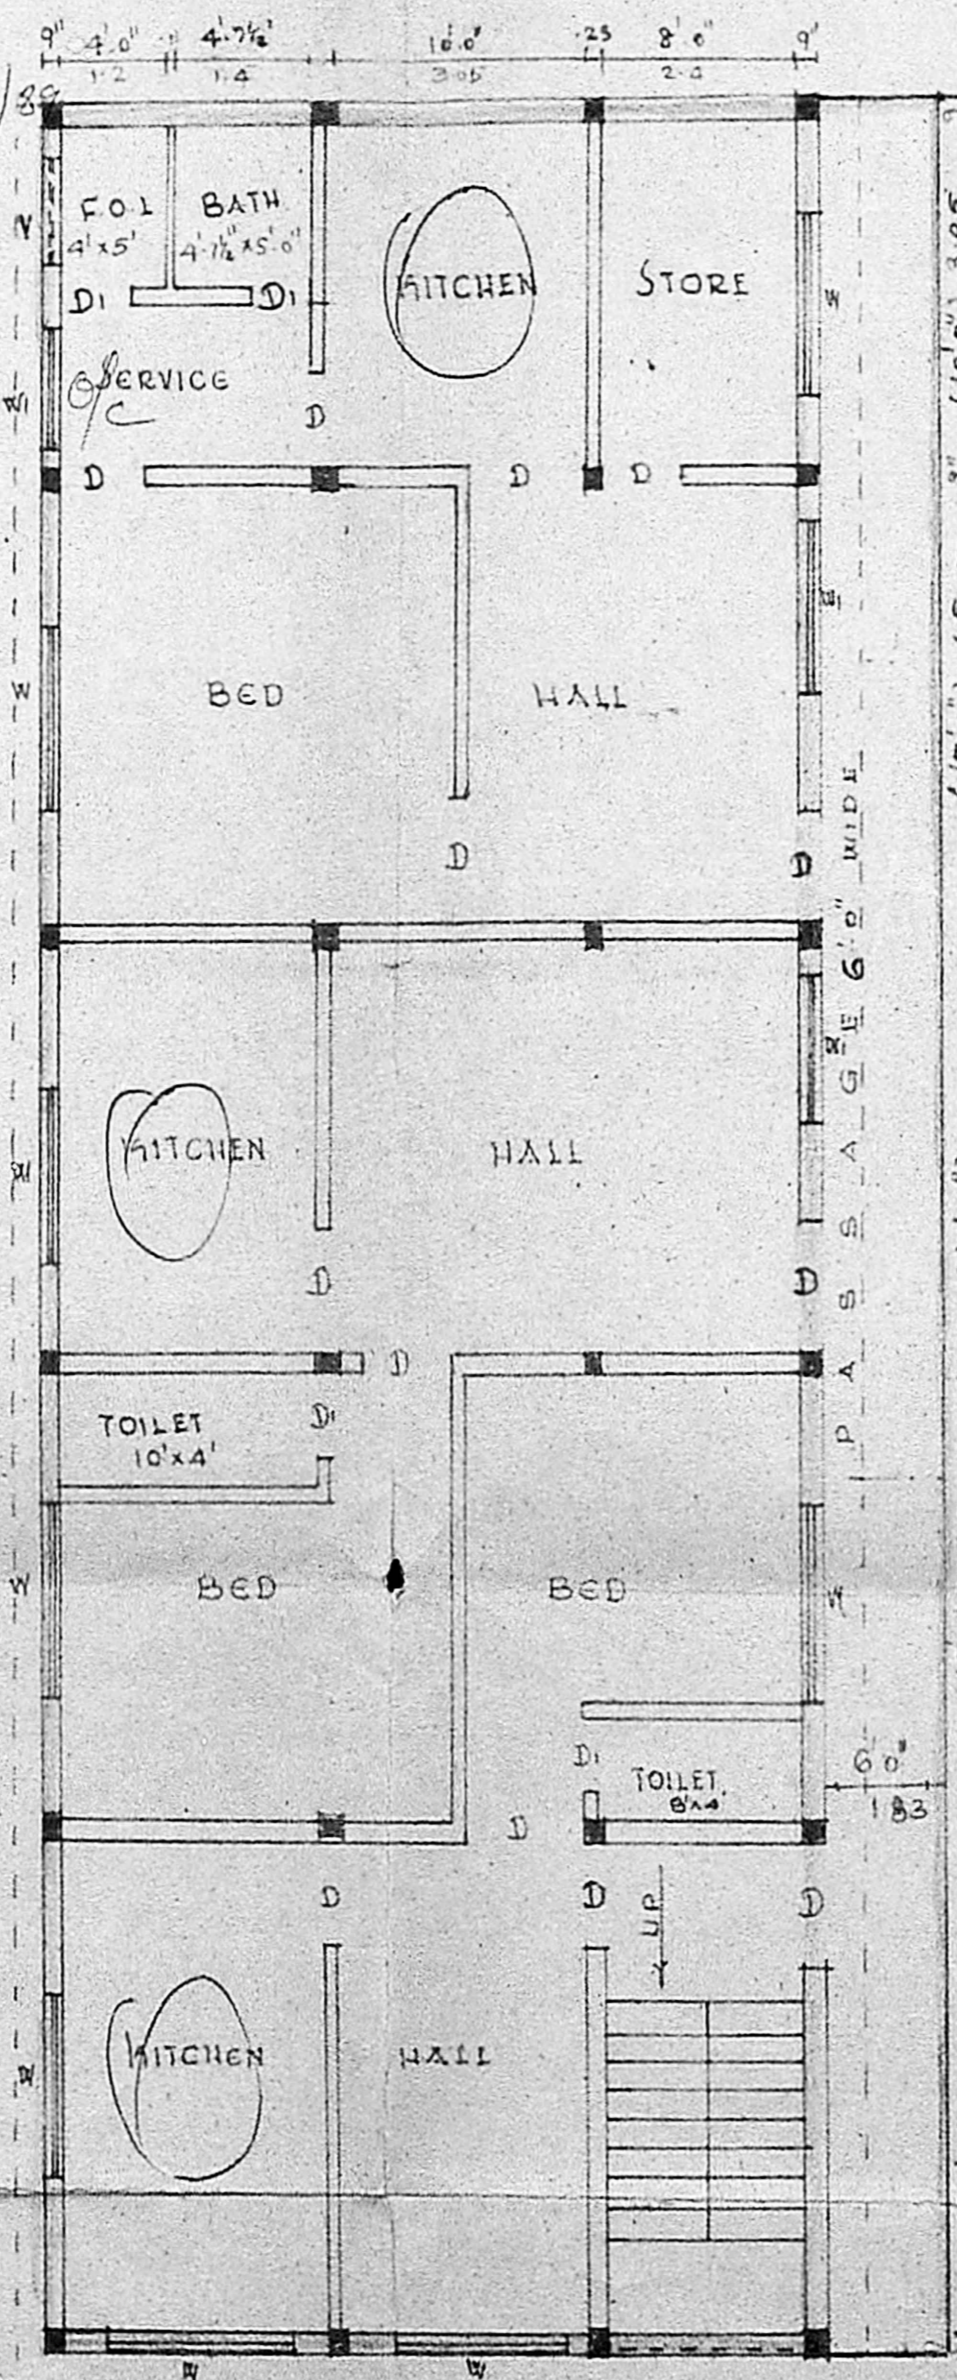 9" 4'.0" 4'.7½" 10'.0" .23 8'.0" 9"
1.2 1.4 3.05 2.4
F.O.L BATH
4'x5' 4'.7½"x5'.0"
KITCHEN STORE
D1 D1
W
SERVICE
O/C
W1
D
D D D
W1
W BED HALL
D D
PASSAGE 6'.0" WIDE
KITCHEN HALL
D D
D
TOILET D1
10'x4'
W BED BED W
D1 TOILET
8'x4'
6'0"
1.83
D
D D UP D
KITCHEN HALL
W
W W